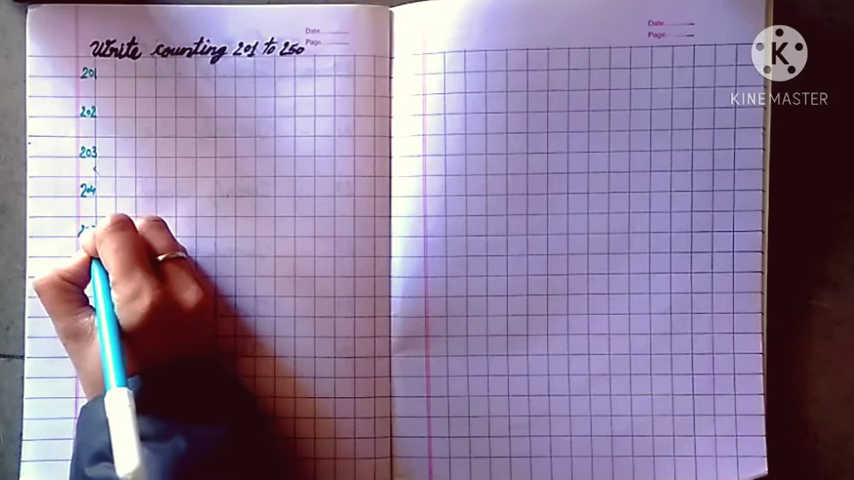 Date
Page
Write counting 201 to 250
201
202
203
204
Date
Page
K
KINEMASTER